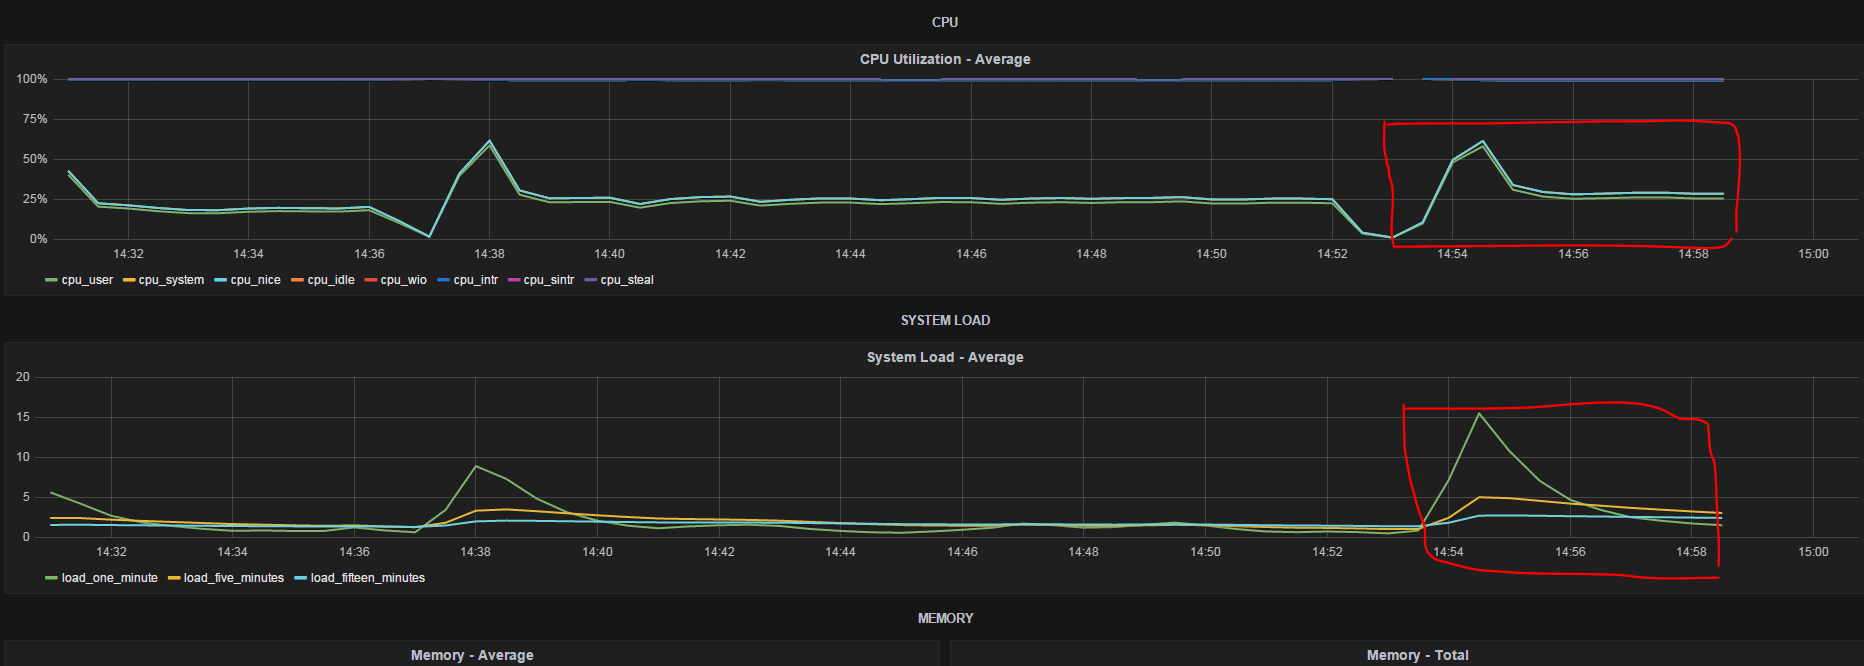 CPU
CPU Utilization - Average
100%
75%
50%
25%
0%
14:32 14:34 14:36 14:38 14:40 14:42 14:44 14:46 14:48 14:50 14:52 14:54 14:56 14:58 15:00
cpu_user cpu_system cpu_nice cpu_idle cpu_wio cpu_intr cpu_sintr cpu_steal
SYSTEM LOAD
System Load - Average
20
15
10
5
0
14:32 14:34 14:36 14:38 14:40 14:42 14:44 14:46 14:48 14:50 14:52 14:54 14:56 14:58 15:00
load_one_minute load_five_minutes load_fifteen_minutes
MEMORY
Memory - Average Memory - Total